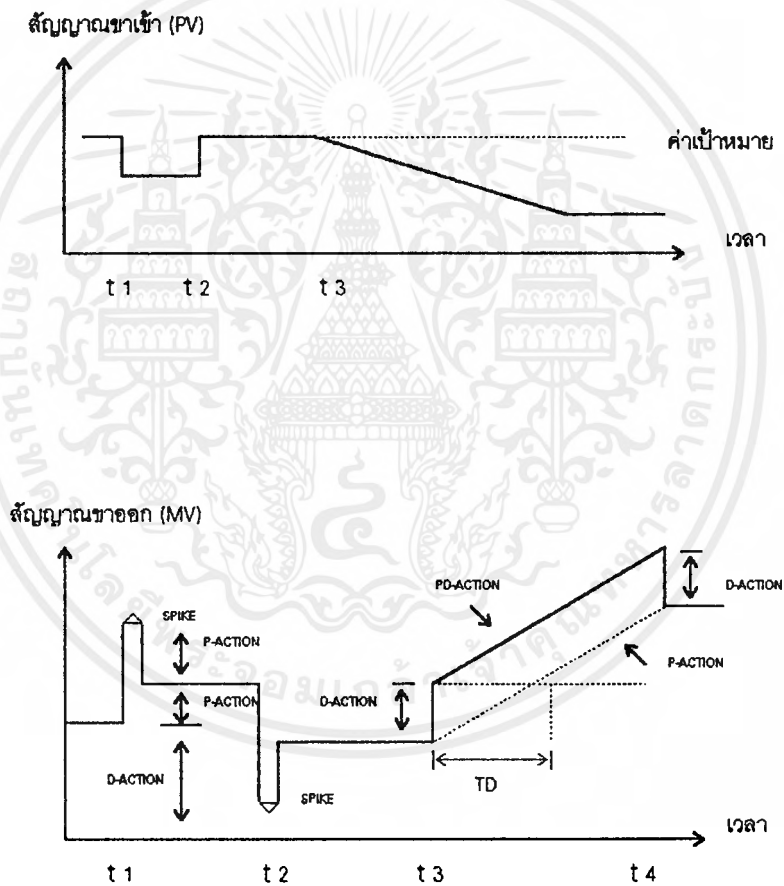 สัญญาณขาเข้า (PV)
ค่าเป้าหมาย
เวลา
t 1 t 2 t 3
สัญญาณขาออก (MV)
SPIKE
P-ACTION
P-ACTION
D-ACTION
SPIKE
D-ACTION
PD-ACTION
P-ACTION
D-ACTION
TD
เวลา
t 1 t 2 t 3 t 4